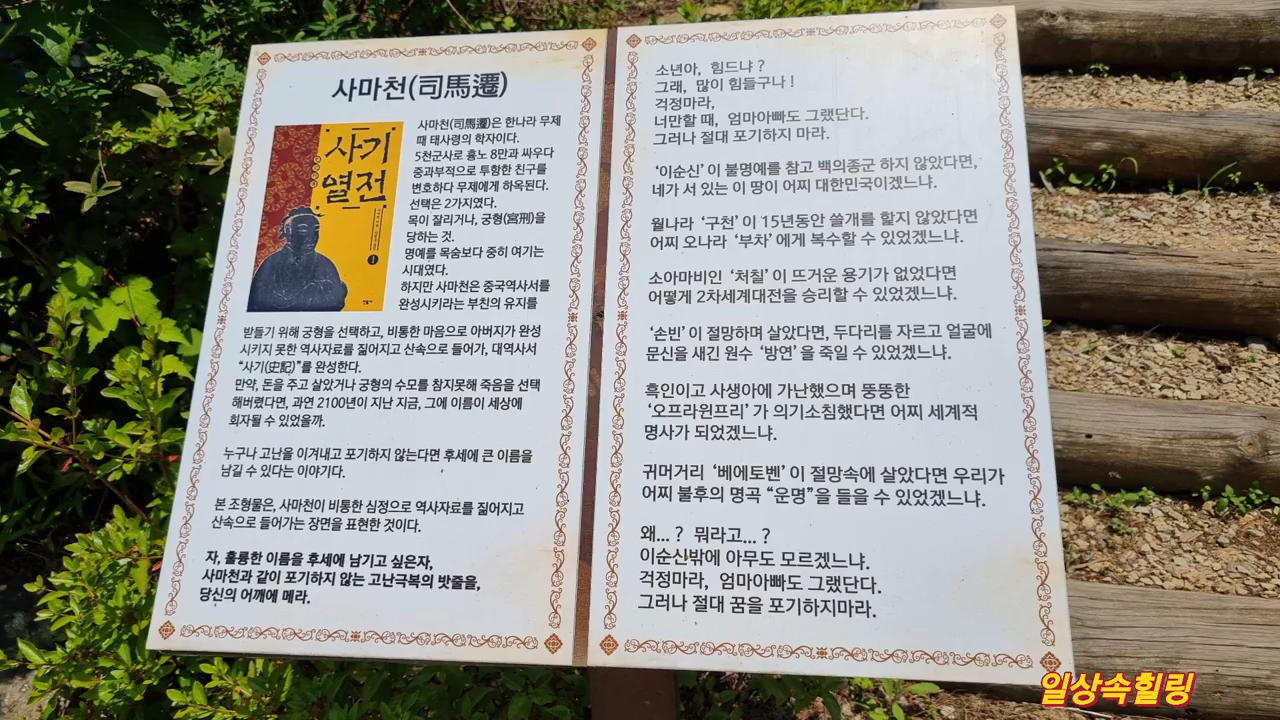 사마천(司馬遷)
사기
열전
1
사마천(司馬遷)은 한나라 무제
때 태사령의 학자이다.
5천군사로 흉노 8만과 싸우다
중과부적으로 투항한 친구를
변호하다 무제에게 하옥된다.
선택은 2가지였다.
목이 잘리거나, 궁형(宮刑)을
당하는 것.
명예를 목숨보다 중히 여기는
시대였다.
하지만 사마천은 중국역사서를
완성시키라는 부친의 유지를
받들기 위해 궁형을 선택하고, 비통한 마음으로 아버지가 완성
시키지 못한 역사자료를 짊어지고 산속으로 들어가, 대역사서
“사기(史記)”를 완성한다.
만약, 돈을 주고 살았거나 궁형의 수모를 참지못해 죽음을 선택
해버렸다면, 과연 2100년이 지난 지금, 그에 이름이 세상에
회자될 수 있었을까.
누구나 고난을 이겨내고 포기하지 않는다면 후세에 큰 이름을
남길 수 있다는 이야기다.
본 조형물은, 사마천이 비통한 심정으로 역사자료를 짊어지고
산속으로 들어가는 장면을 표현한 것이다.
자, 훌륭한 이름을 후세에 남기고 싶은자,
사마천과 같이 포기하지 않는 고난극복의 밧줄을,
당신의 어깨에 메라.
소년아, 힘드냐?
그래, 많이 힘들구나!
걱정마라,
너만할 때, 엄마아빠도 그랬단다.
그러나 절대 포기하지 마라.
‘이순신’이 불명예를 참고 백의종군 하지 않았다면,
네가 서 있는 이 땅이 어찌 대한민국이겠느냐.
월나라 ‘구천’이 15년동안 쓸개를 핥지 않았다면
어찌 오나라 ‘부차’에게 복수할 수 있었겠느냐.
소아마비인 ‘처칠’이 뜨거운 용기가 없었다면
어떻게 2차세계대전을 승리할 수 있었겠느냐.
‘손빈’이 절망하며 살았다면, 두다리를 자르고 얼굴에
문신을 새긴 원수 ‘방연’을 죽일 수 있었겠느냐.
흑인이고 사생아에 가난했으며 뚱뚱한
‘오프라윈프리’가 의기소침했다면 어찌 세계적
명사가 되었겠느냐.
귀머거리 ‘베에토벤’이 절망속에 살았다면 우리가
어찌 불후의 명곡 “운명”을 들을 수 있었겠느냐.
왜...? 뭐라고...?
이순신밖에 아무도 모르겠느냐.
걱정마라, 엄마아빠도 그랬단다.
그러나 절대 꿈을 포기하지마라.
일상속힐링